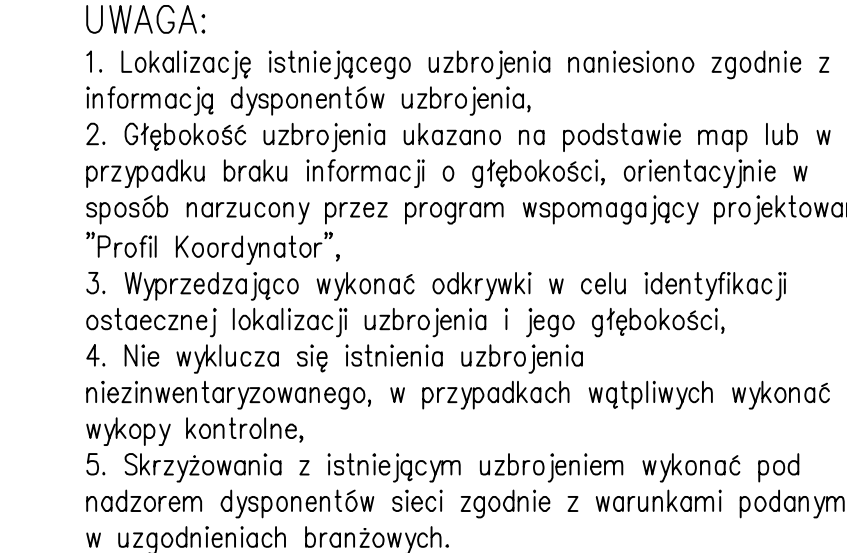 UWAGA:
1. Lokalizację istniejącego uzbrojenia naniesiono zgodnie z
informacją dysponentów uzbrojenia,
2. Głębokość uzbrojenia ukazano na podstawie map lub w
przypadku braku informacji o głębokości, orientacyjnie w
sposób narzucony przez program wspomagający projektowa
"Profil Koordynator",
3. Wyprzedzająco wykonać odkrywki w celu identyfikacji
ostaecznej lokalizacji uzbrojenia i jego głębokości,
4. Nie wyklucza się istnienia uzbrojenia
niezinwentaryzowanego, w przypadkach wątpliwych wykonać
wykopy kontrolne,
5. Skrzyżowania z istniejącym uzbrojeniem wykonać pod
nadzorem dysponentów sieci zgodnie z warunkami podanym
w uzgodnieniach branżowych.